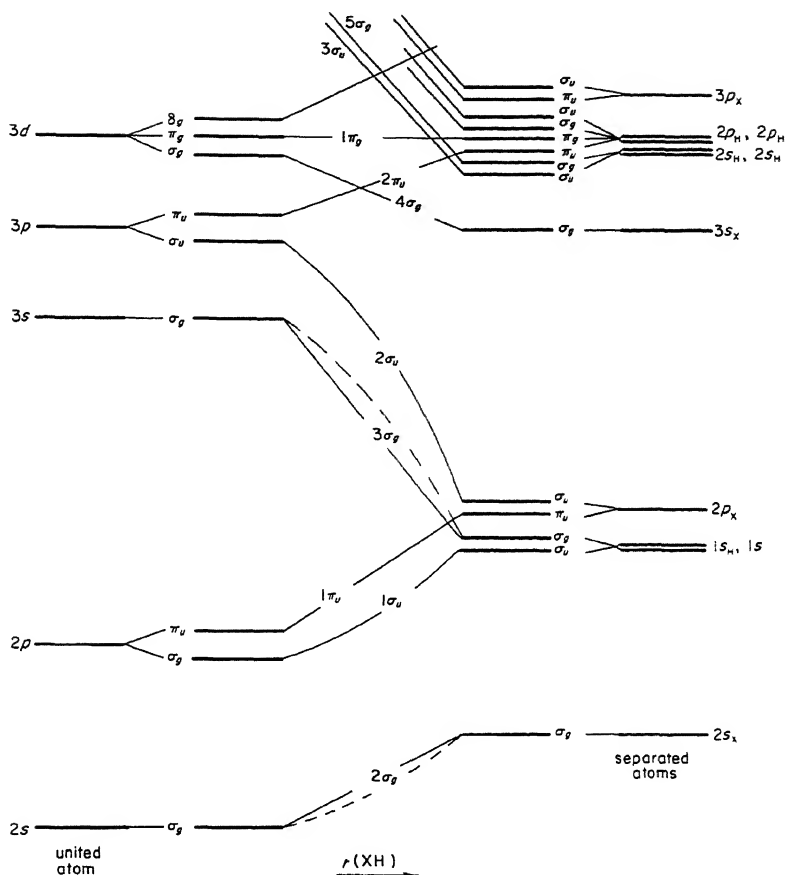 5σg
3σu
3d
δg
πg
σg
1πg
2πu
4σg
3p
πu
σu
3s
σg
2σu
3σg
2p
πu
σg
1πu
1σu
2s
σg
2σg
united
atom
r(XH)
σu
πu
3pX
σu
σg
πg
πu
σg
σu
2pH, 2pH
2sH, 2sH
σg
3sX
σu
πu
2pX
σg
σu
1sH, 1s
σg
2sX
separated
atoms